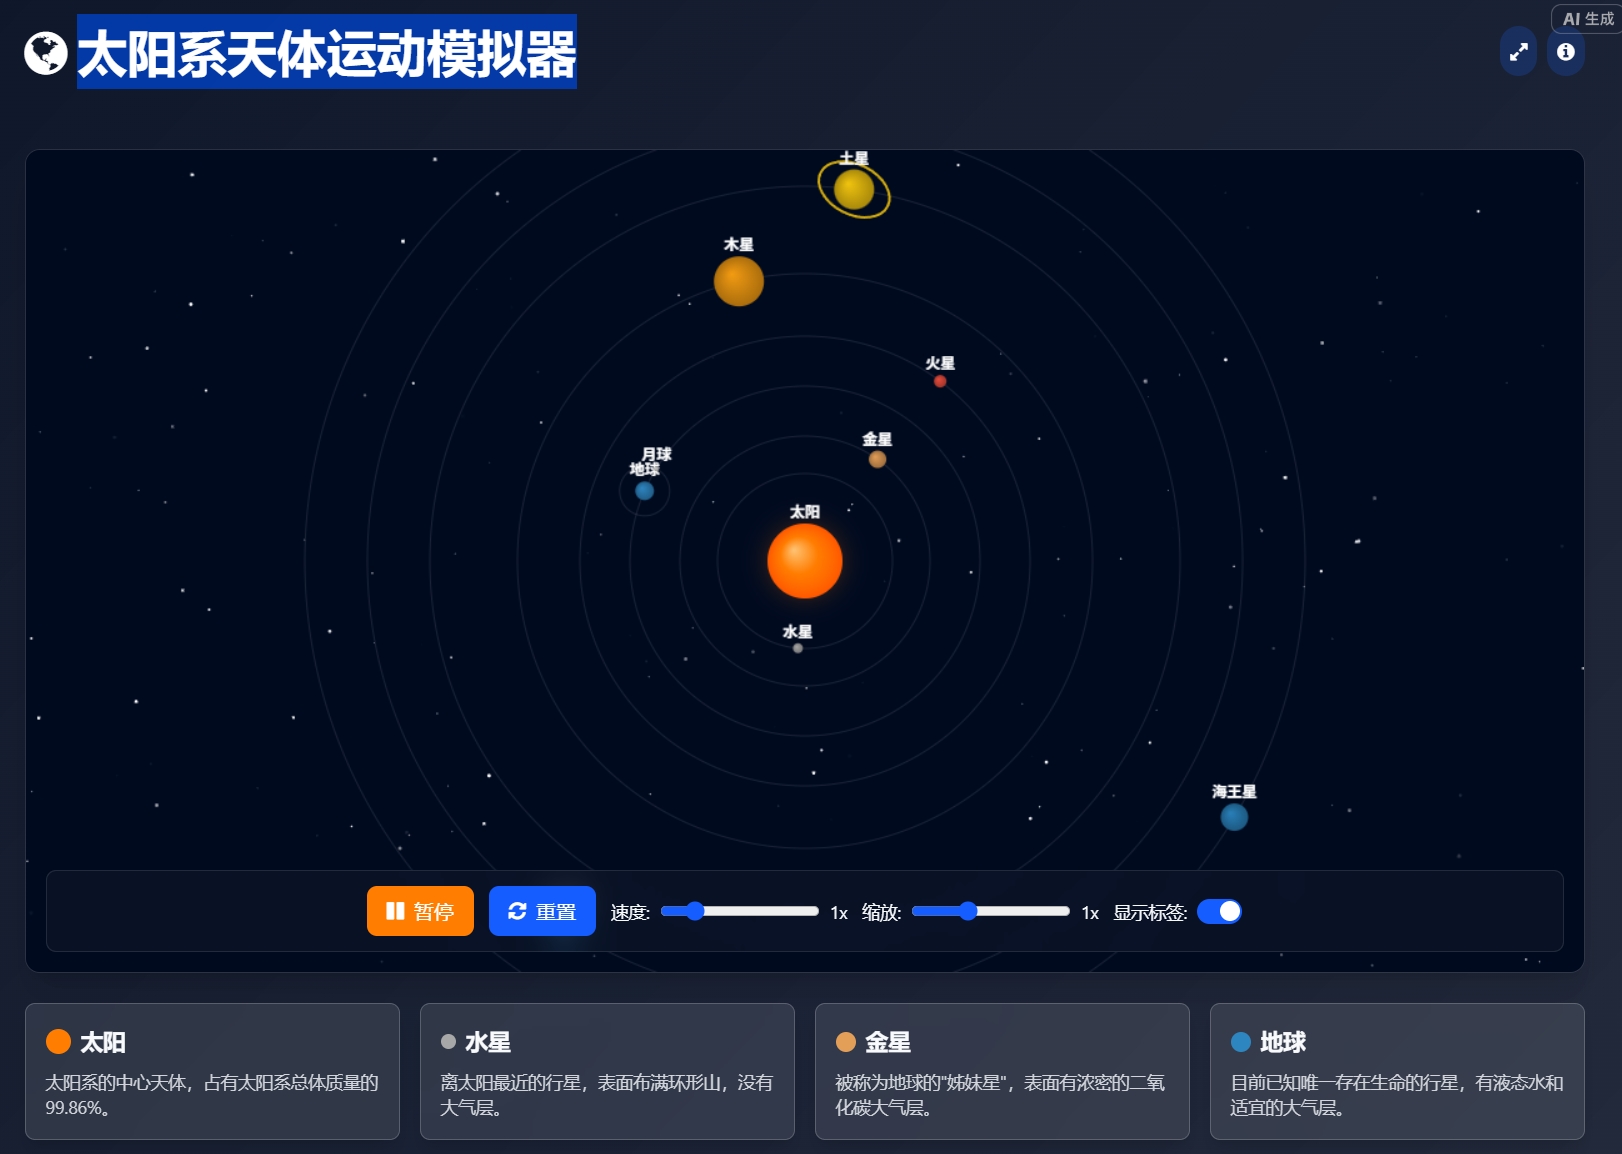 太阳系天体运动模拟器
AI 生成
土星
木星
火星
金星
月球
地球
太阳
水星
海王星
暂停
重置
速度:
1x
缩放:
1x
显示标签:
太阳
太阳系的中心天体，占有太阳系总体质量的
99.86%。
水星
离太阳最近的行星，表面布满环形山，没有
大气层。
金星
被称为地球的"姊妹星"，表面有浓密的二氧
化碳大气层。
地球
目前已知唯一存在生命的行星，有液态水和
适宜的大气层。